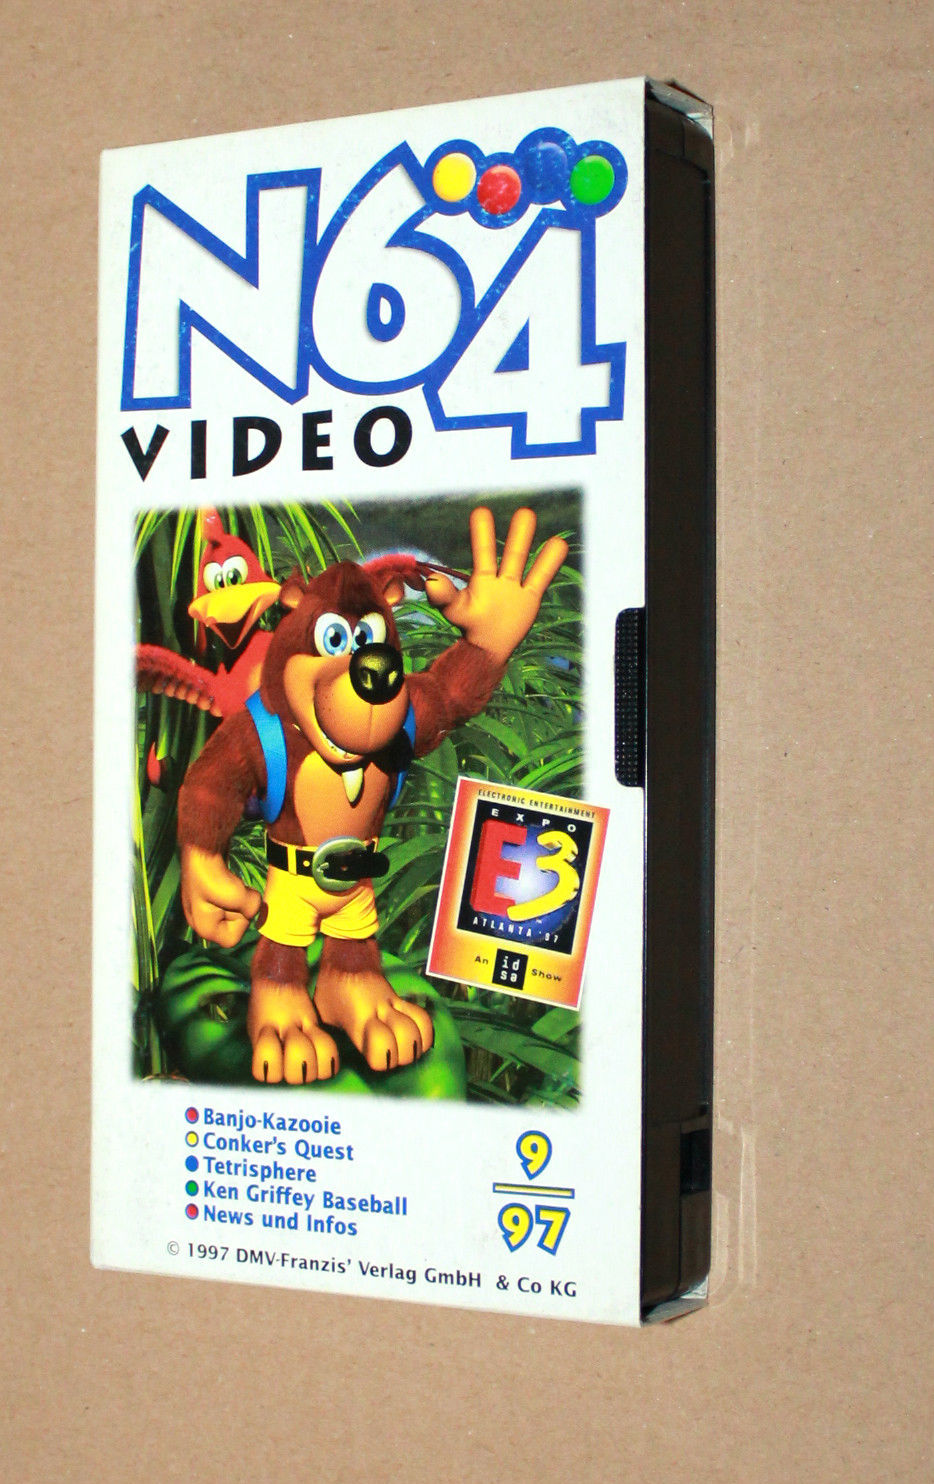 N64
VIDEO
ELECTRONIC ENTERTAINMENT
EXPO
E3
ATLANTA '97
An idsa Show
Banjo-Kazooie
Conker's Quest
Tetrisphere
Ken Griffey Baseball
News und Infos
9
97
© 1997 DMV-Franzis' Verlag GmbH & Co KG